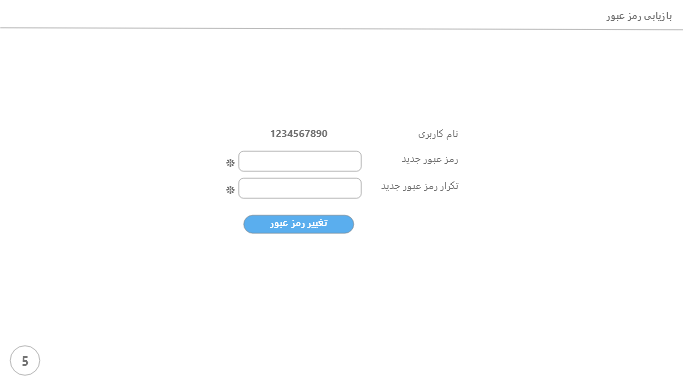 بازیابی رمز عبور
نام کاربری 1234567890
رمز عبور جدید
تکرار رمز عبور جدید
تغییر رمز عبور
5